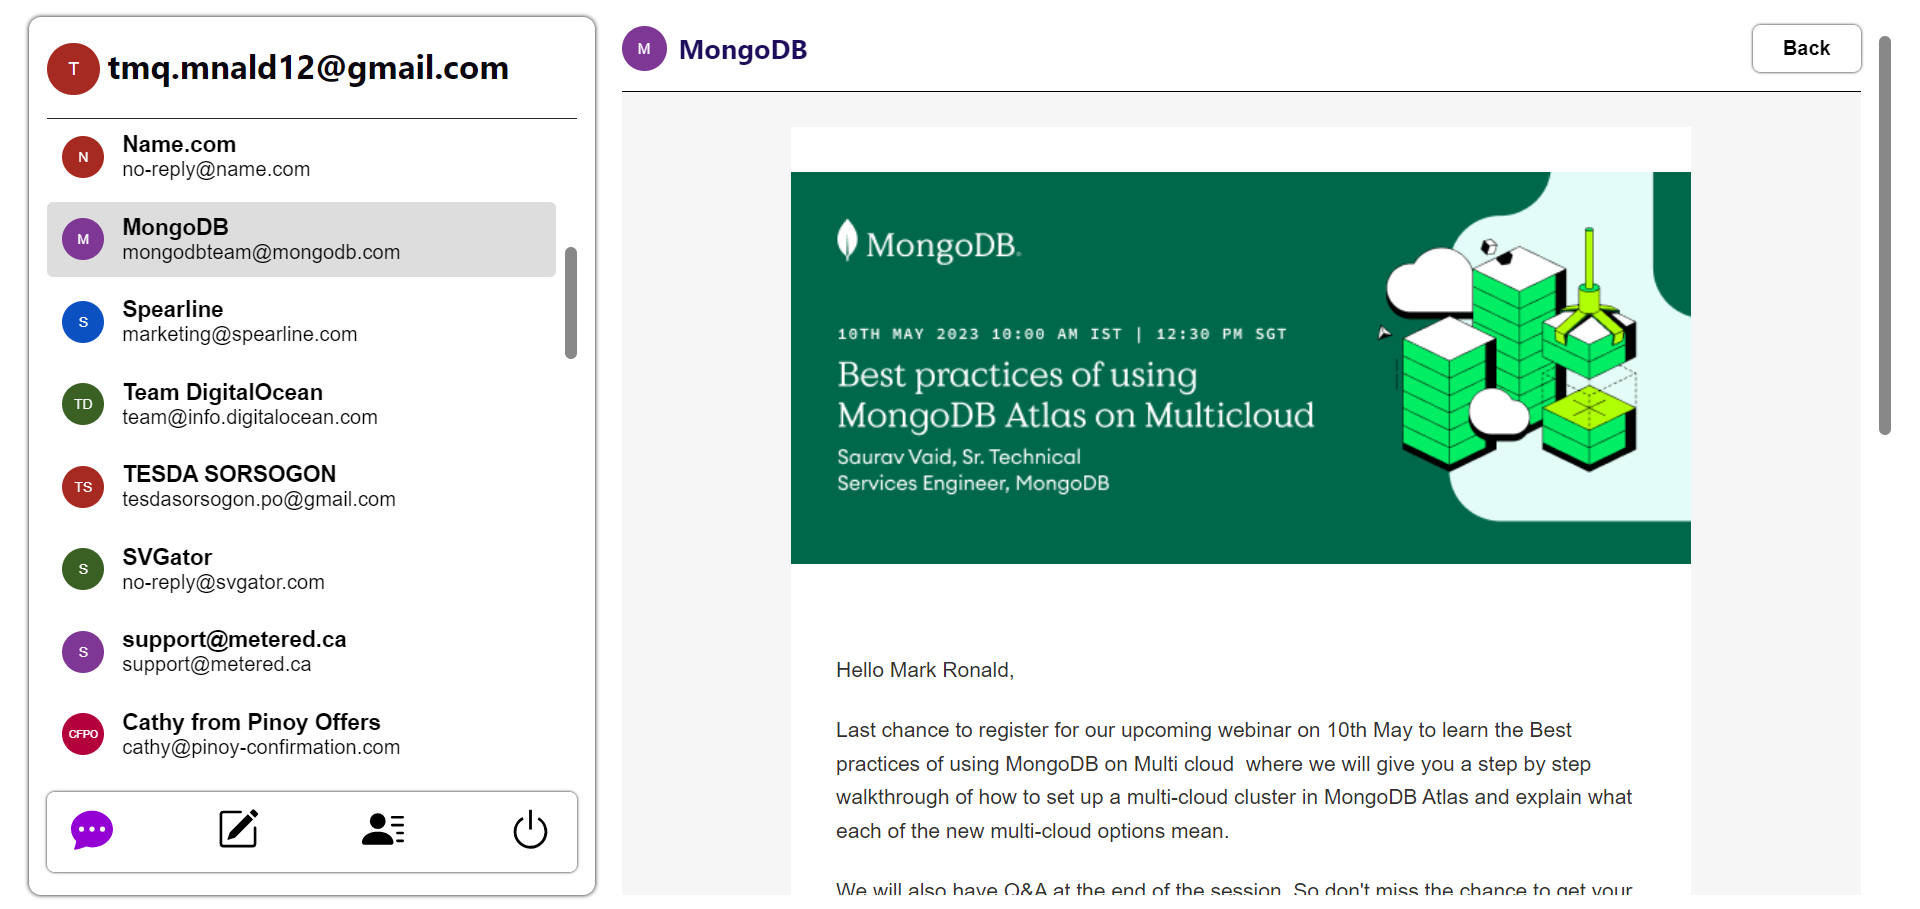 T
tmq.mnald12@gmail.com
N
Name.com
no-reply@name.com
M
MongoDB
mongodbteam@mongodb.com
S
Spearline
marketing@spearline.com
TD
Team DigitalOcean
team@info.digitalocean.com
TS
TESDA SORSOGON
tesdasorsogon.po@gmail.com
S
SVGator
no-reply@svgator.com
S
support@metered.ca
support@metered.ca
CFPO
Cathy from Pinoy Offers
cathy@pinoy-confirmation.com
M
MongoDB
Back
MongoDB.
10TH MAY 2023 10:00 AM IST | 12:30 PM SGT
Best practices of using
MongoDB Atlas on Multicloud
Saurav Vaid, Sr. Technical
Services Engineer, MongoDB
Hello Mark Ronald,
Last chance to register for our upcoming webinar on 10th May to learn the Best
practices of using MongoDB on Multi cloud  where we will give you a step by step
walkthrough of how to set up a multi-cloud cluster in MongoDB Atlas and explain what
each of the new multi-cloud options mean.
We will also have Q&A at the end of the session. So don't miss the chance to get your